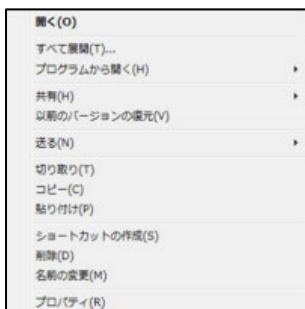 開く(O)
すべて展開(T)...
プログラムから開く(H)
共有(H)
以前のバージョンの復元(V)
送る(N)
切り取り(T)
コピー(C)
貼り付け(P)
ショートカットの作成(S)
削除(D)
名前の変更(M)
プロパティ(R)